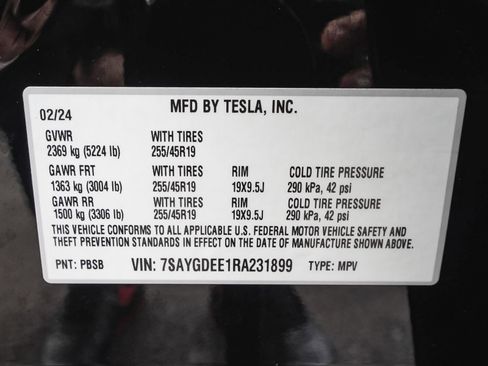 02/24 MFD BY TESLA, INC.
GVWR WITH TIRES
2369 kg (5224 lb) 255/45R19
GAWR FRT WITH TIRES RIM COLD TIRE PRESSURE
1363 kg (3004 lb) 255/45R19 19X9.5J 290 kPa, 42 psi
GAWR RR WITH TIRES RIM COLD TIRE PRESSURE
1500 kg (3306 lb) 255/45R19 19X9.5J 290 kPa, 42 psi
THIS VEHICLE CONFORMS TO ALL APPLICABLE U.S. FEDERAL MOTOR VEHICLE SAFETY AND
THEFT PREVENTION STANDARDS IN EFFECT ON THE DATE OF MANUFACTURE SHOWN ABOVE.
PNT: PBSB VIN: 7SAYGDEE1RA231899 TYPE: MPV